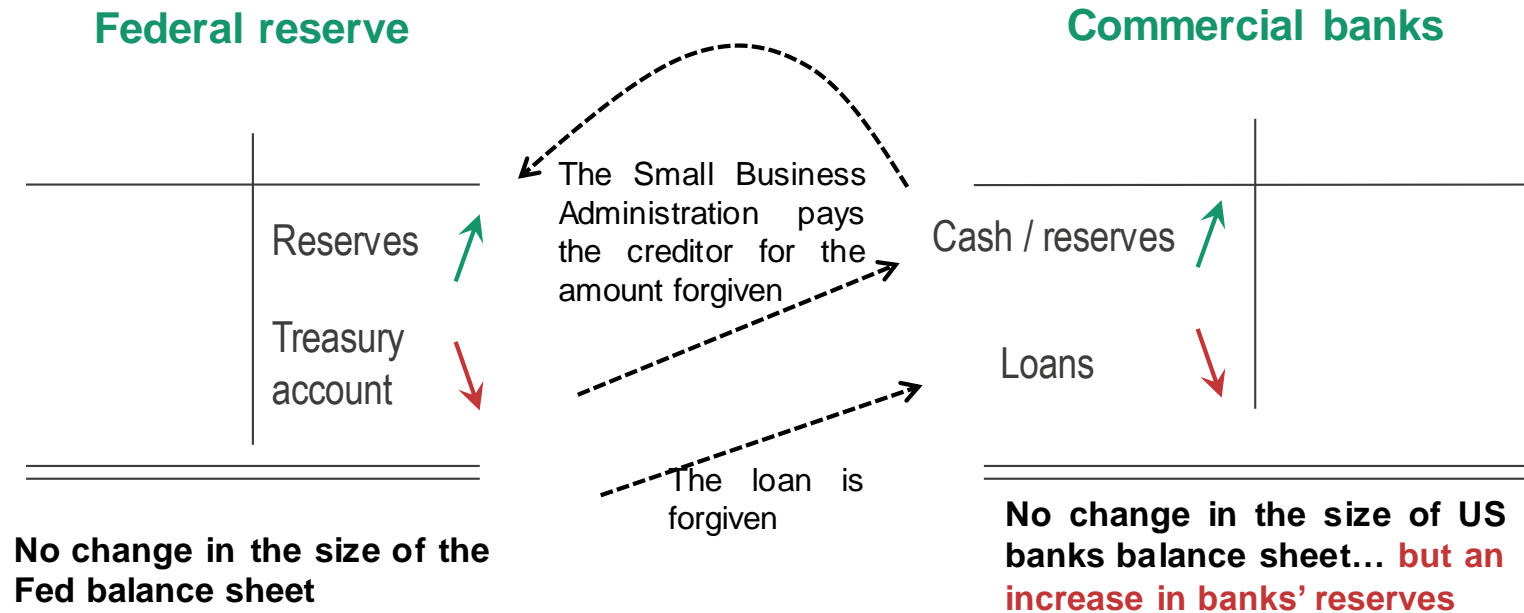 Federal reserve
Commercial banks
The Small Business
Administration pays
the creditor for the
amount forgiven
Reserves
Treasury
account
Cash / reserves
Loans
The loan is
forgiven
No change in the size of the
Fed balance sheet
No change in the size of US
banks balance sheet… but an
increase in banks’ reserves